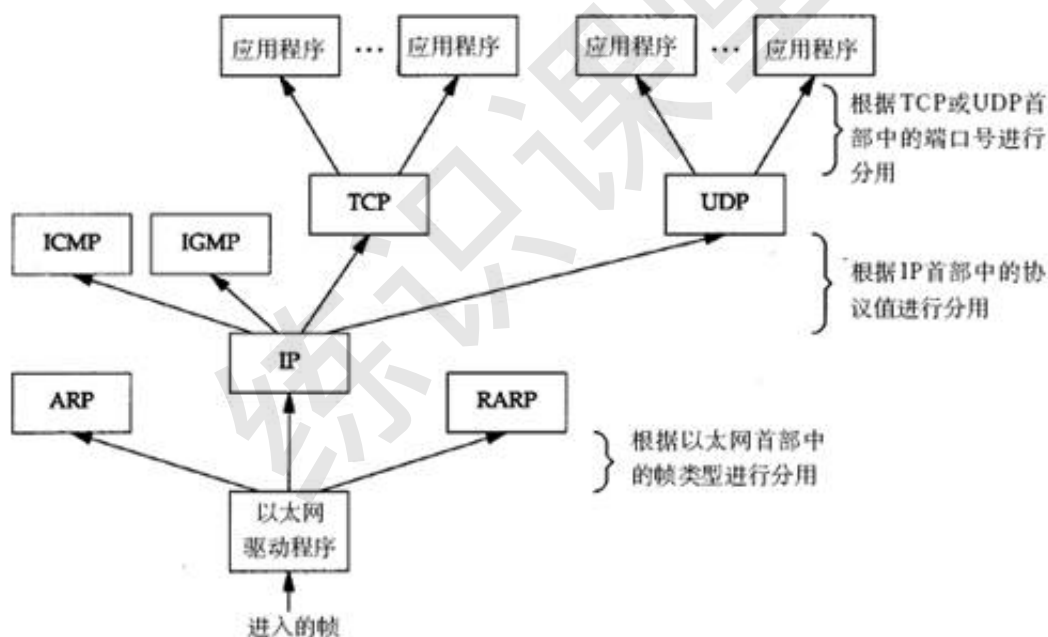 应用程序 … 应用程序 应用程序 … 应用程序
根据TCP或UDP首
部中的端口号进行
分用
TCP
UDP
ICMP
IGMP
根据IP首部中的协
议值进行分用
IP
ARP
RARP
根据以太网首部中
的帧类型进行分用
以太网
驱动程序
进入的帧
练识课堂